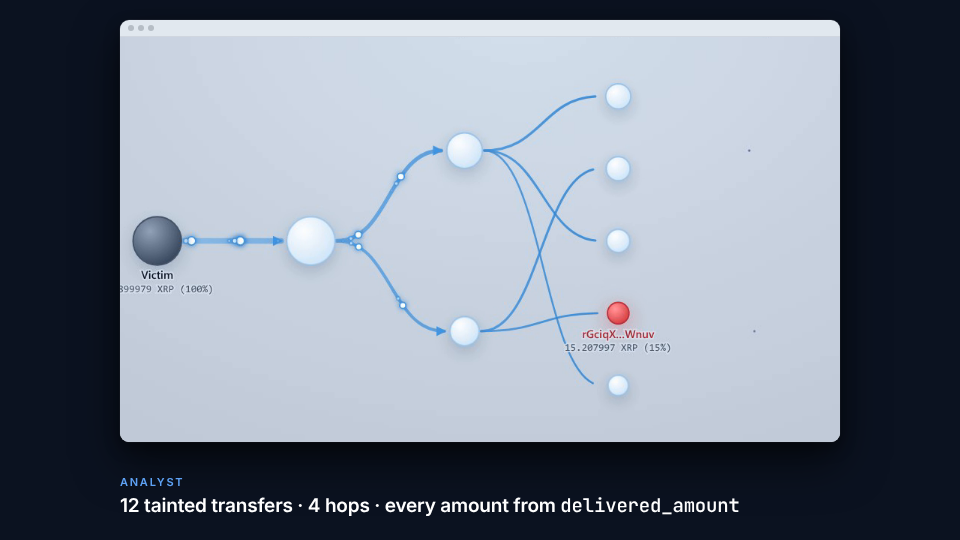 Victim
899979 XRP (100%)
rGciqX…Wnuv
15.207997 XRP (15%)
ANALYST
12 tainted transfers · 4 hops · every amount from delivered_amount